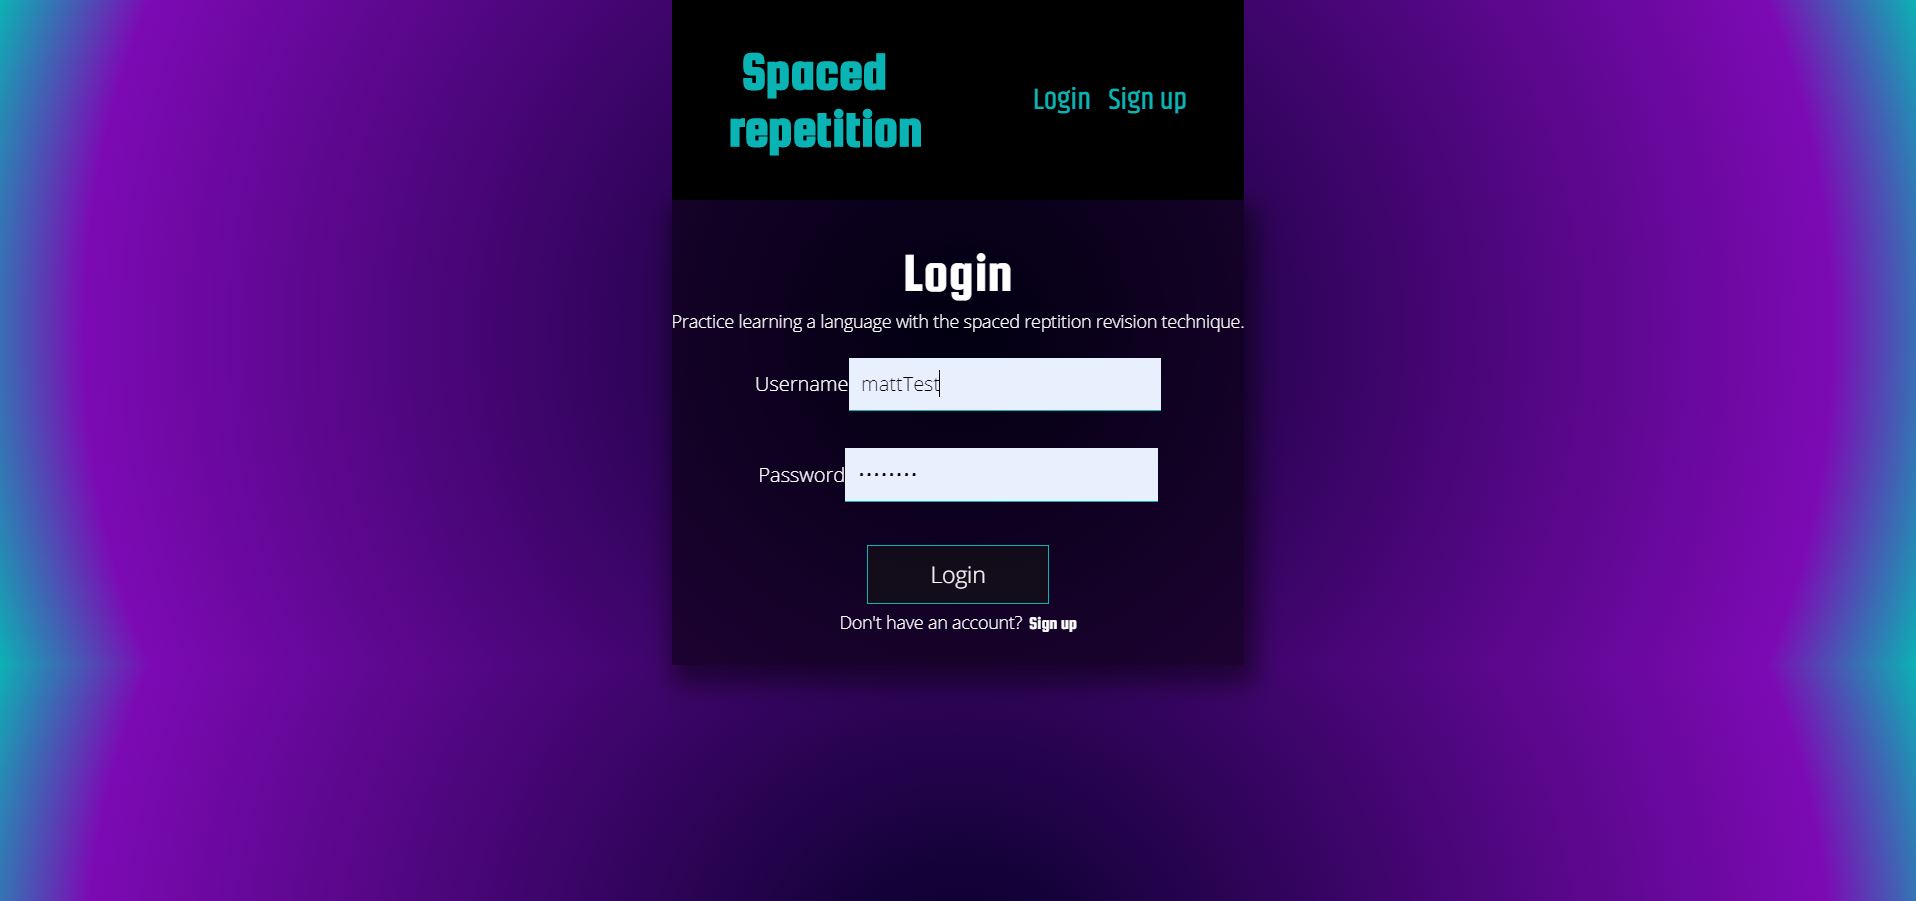 Spaced
repetition
Login Sign up
Login
Practice learning a language with the spaced reptition revision technique.
Username mattTest
Password ········
Login
Don't have an account? Sign up